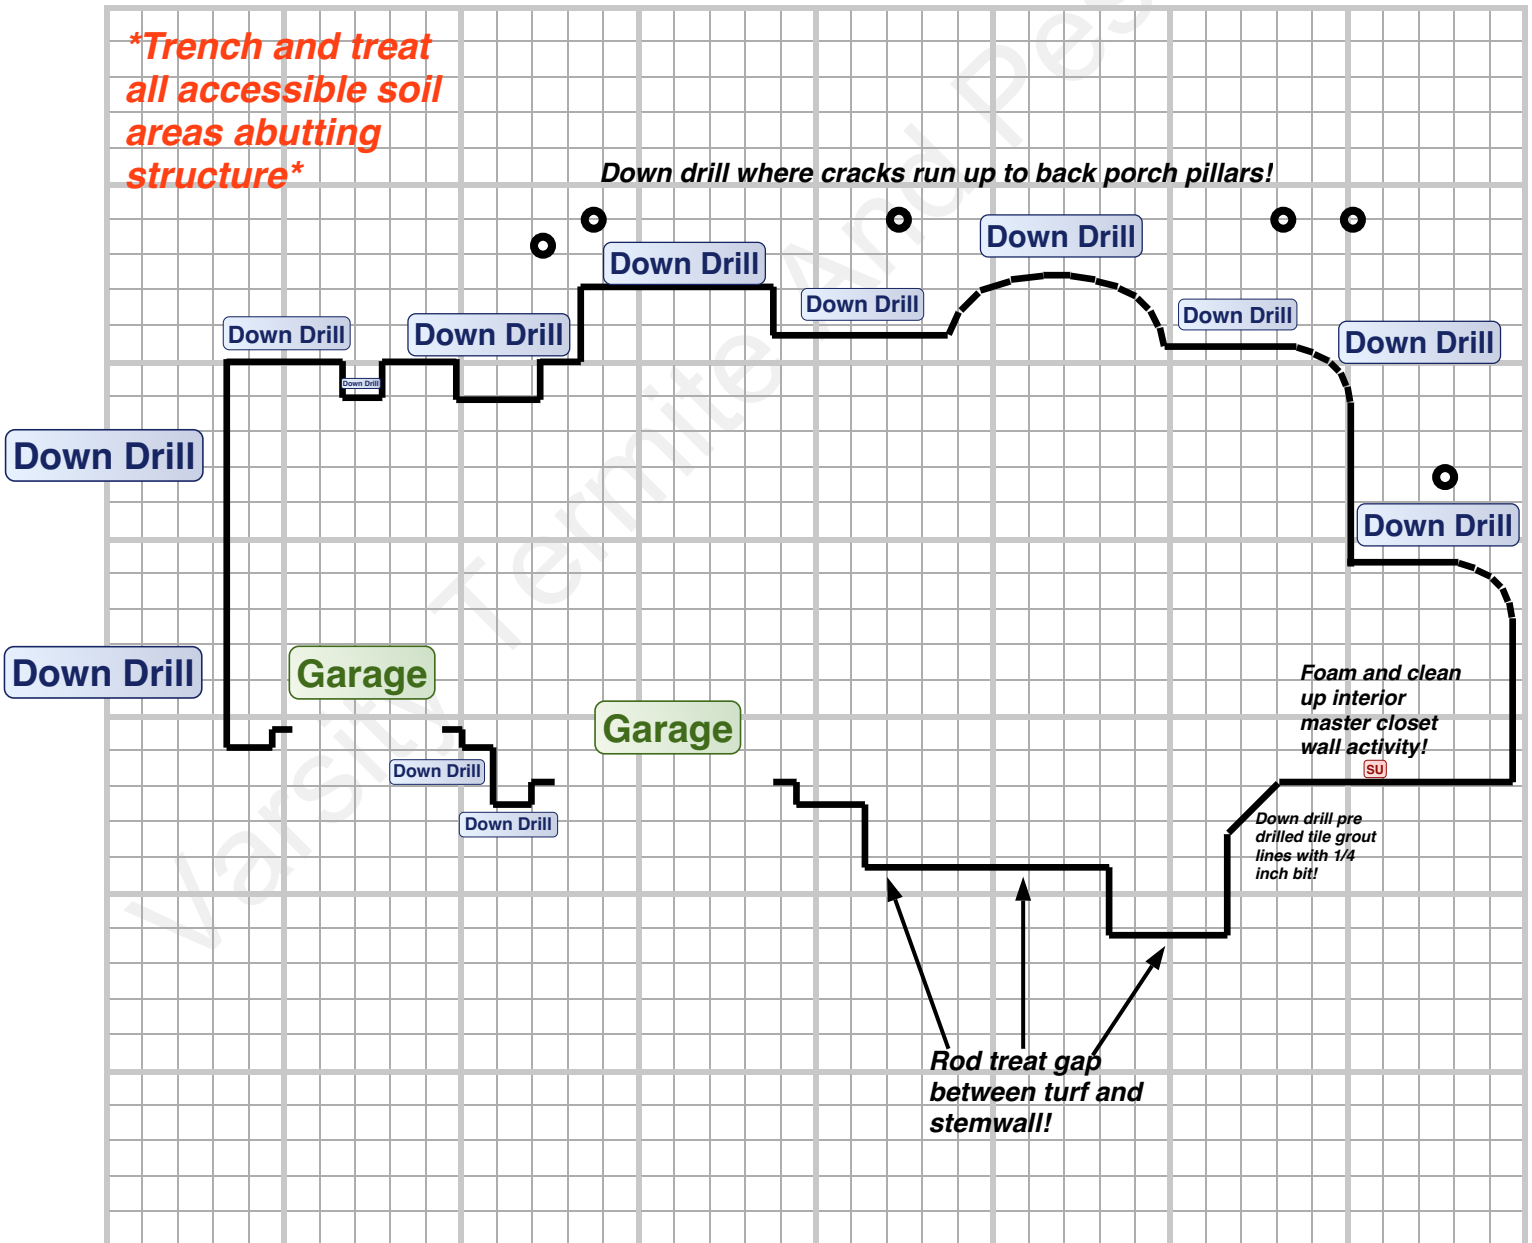 *Trench and treat
all accessible soil
areas abutting
structure*
Down drill where cracks run up to back porch pillars!
Down Drill
Down Drill
Down Drill
Down Drill
Down Drill
Down Drill
Down Drill
Down Drill
Down Drill
Down Drill
Down Drill
Garage
Garage
Foam and clean
up interior
master closet
wall activity!
SU
Down Drill
Down Drill
Down drill pre
drilled tile grout
lines with 1/4
inch bit!
Rod treat gap
between turf and
stemwall!
Varsity Termite And Pes